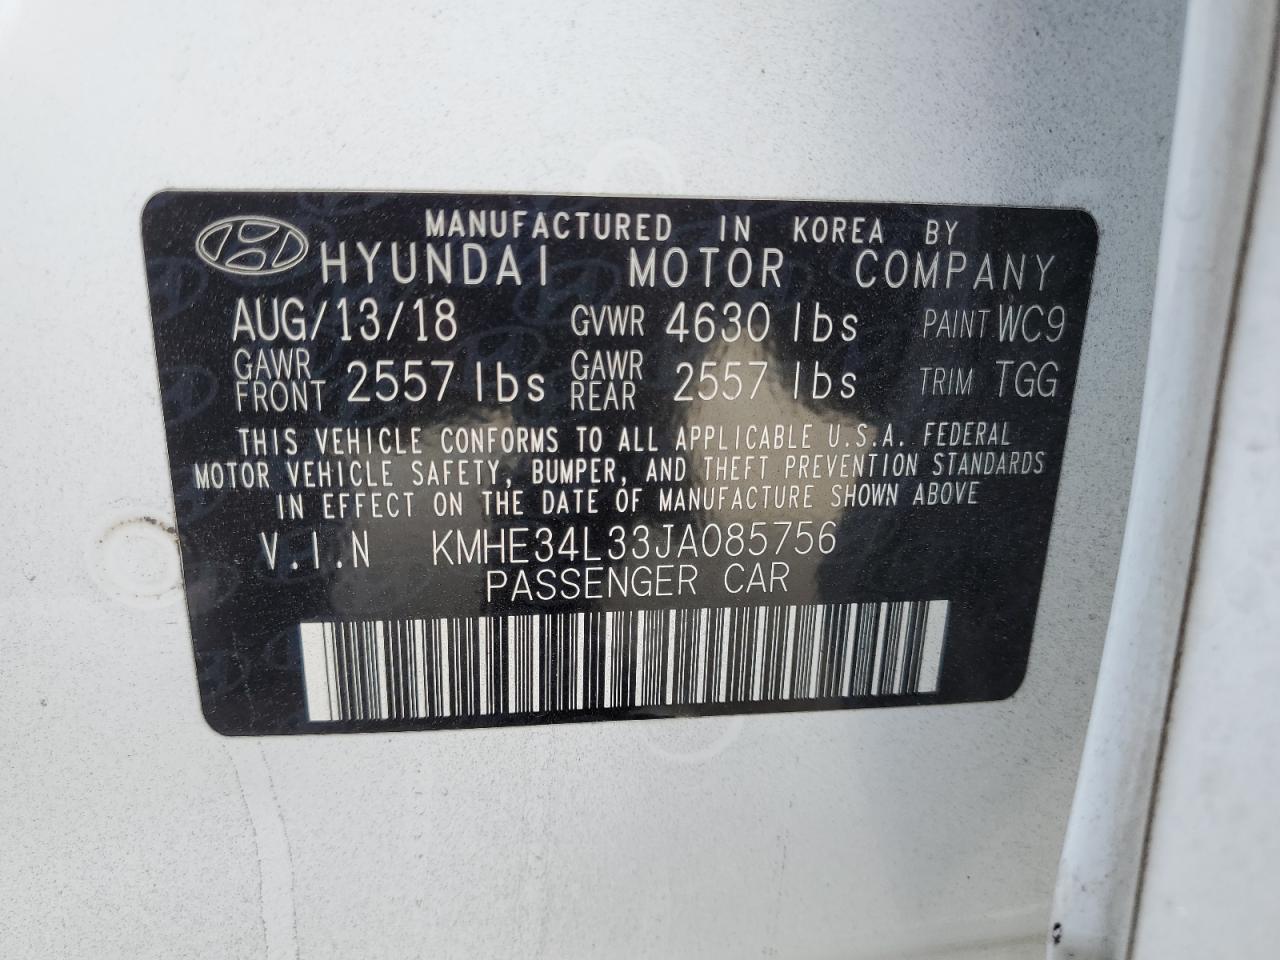 MANUFACTURED IN KOREA BY
HYUNDAI MOTOR COMPANY
AUG/13/18 GVWR 4630 lbs PAINT WC9
GAWR FRONT 2557 lbs GAWR REAR 2557 lbs TRIM TGG
THIS VEHICLE CONFORMS TO ALL APPLICABLE U.S.A. FEDERAL
MOTOR VEHICLE SAFETY, BUMPER, AND THEFT PREVENTION STANDARDS
IN EFFECT ON THE DATE OF MANUFACTURE SHOWN ABOVE
V.I.N KMHE34L33JA085756
PASSENGER CAR